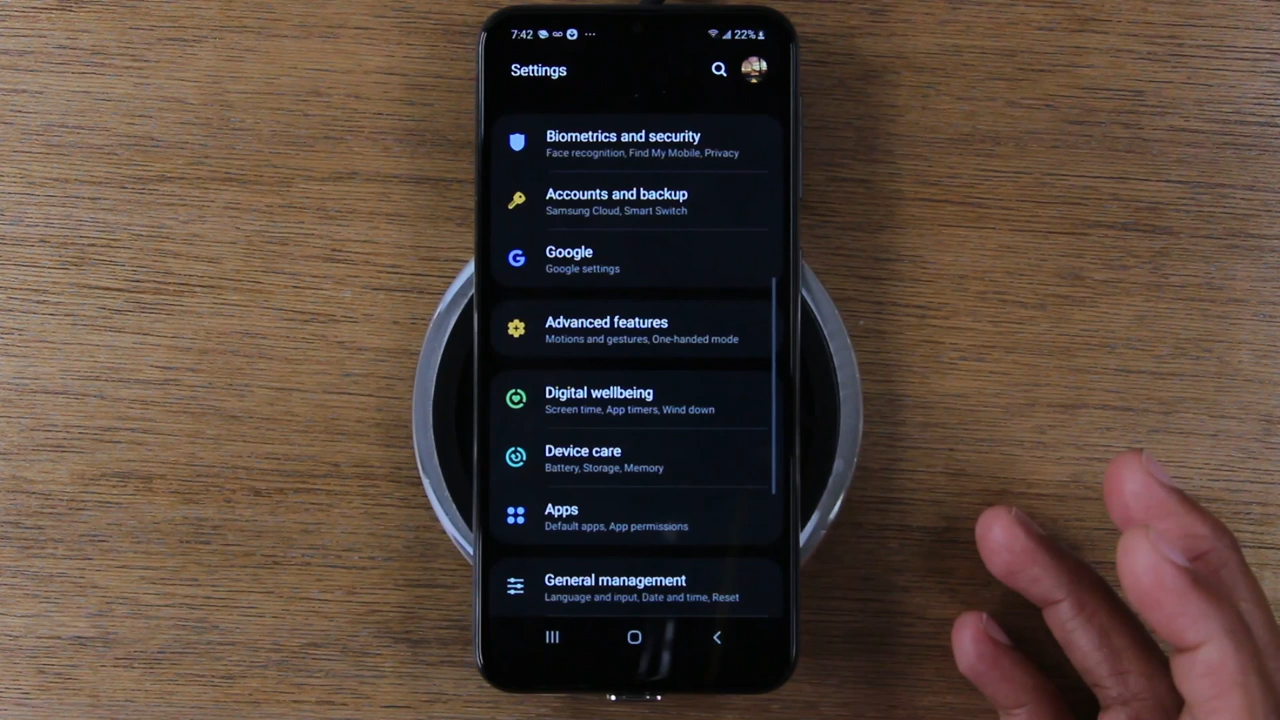 7:42 22%
Settings
Biometrics and security
Face recognition, Find My Mobile, Privacy
Accounts and backup
Samsung Cloud, Smart Switch
Google
Google settings
Advanced features
Motions and gestures, One-handed mode
Digital wellbeing
Screen time, App timers, Wind down
Device care
Battery, Storage, Memory
Apps
Default apps, App permissions
General management
Language and input, Date and time, Reset